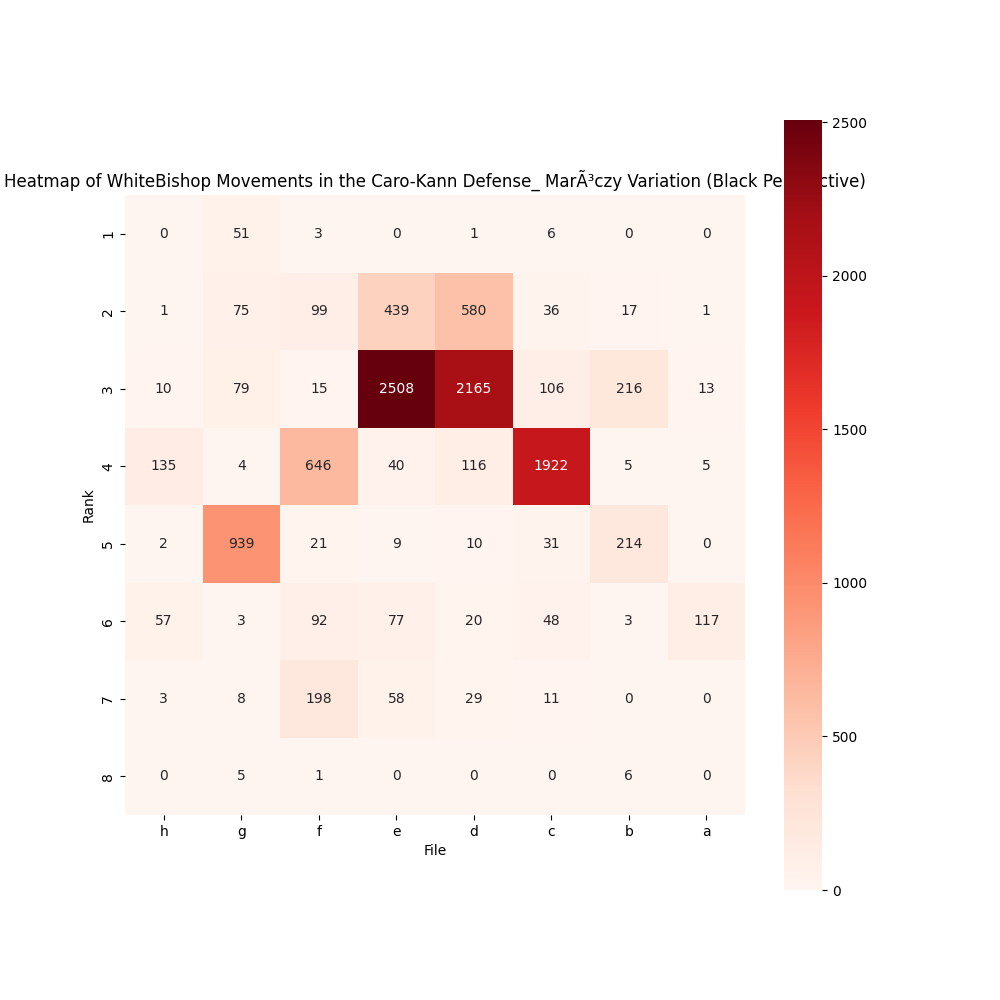 Heatmap of WhiteBishop Movements in the Caro-Kann Defense_ MarÃ³czy Variation (Black Pe ctive)
2500
2000
1500
1000
500
0
Rank
1 0 51 3 0 1 6 0 0
2 1 75 99 439 580 36 17 1
3 10 79 15 2508 2165 106 216 13
4 135 4 646 40 116 1922 5 5
5 2 939 21 9 10 31 214 0
6 57 3 92 77 20 48 3 117
7 3 8 198 58 29 11 0 0
8 0 5 1 0 0 0 6 0
h g f e d c b a
File